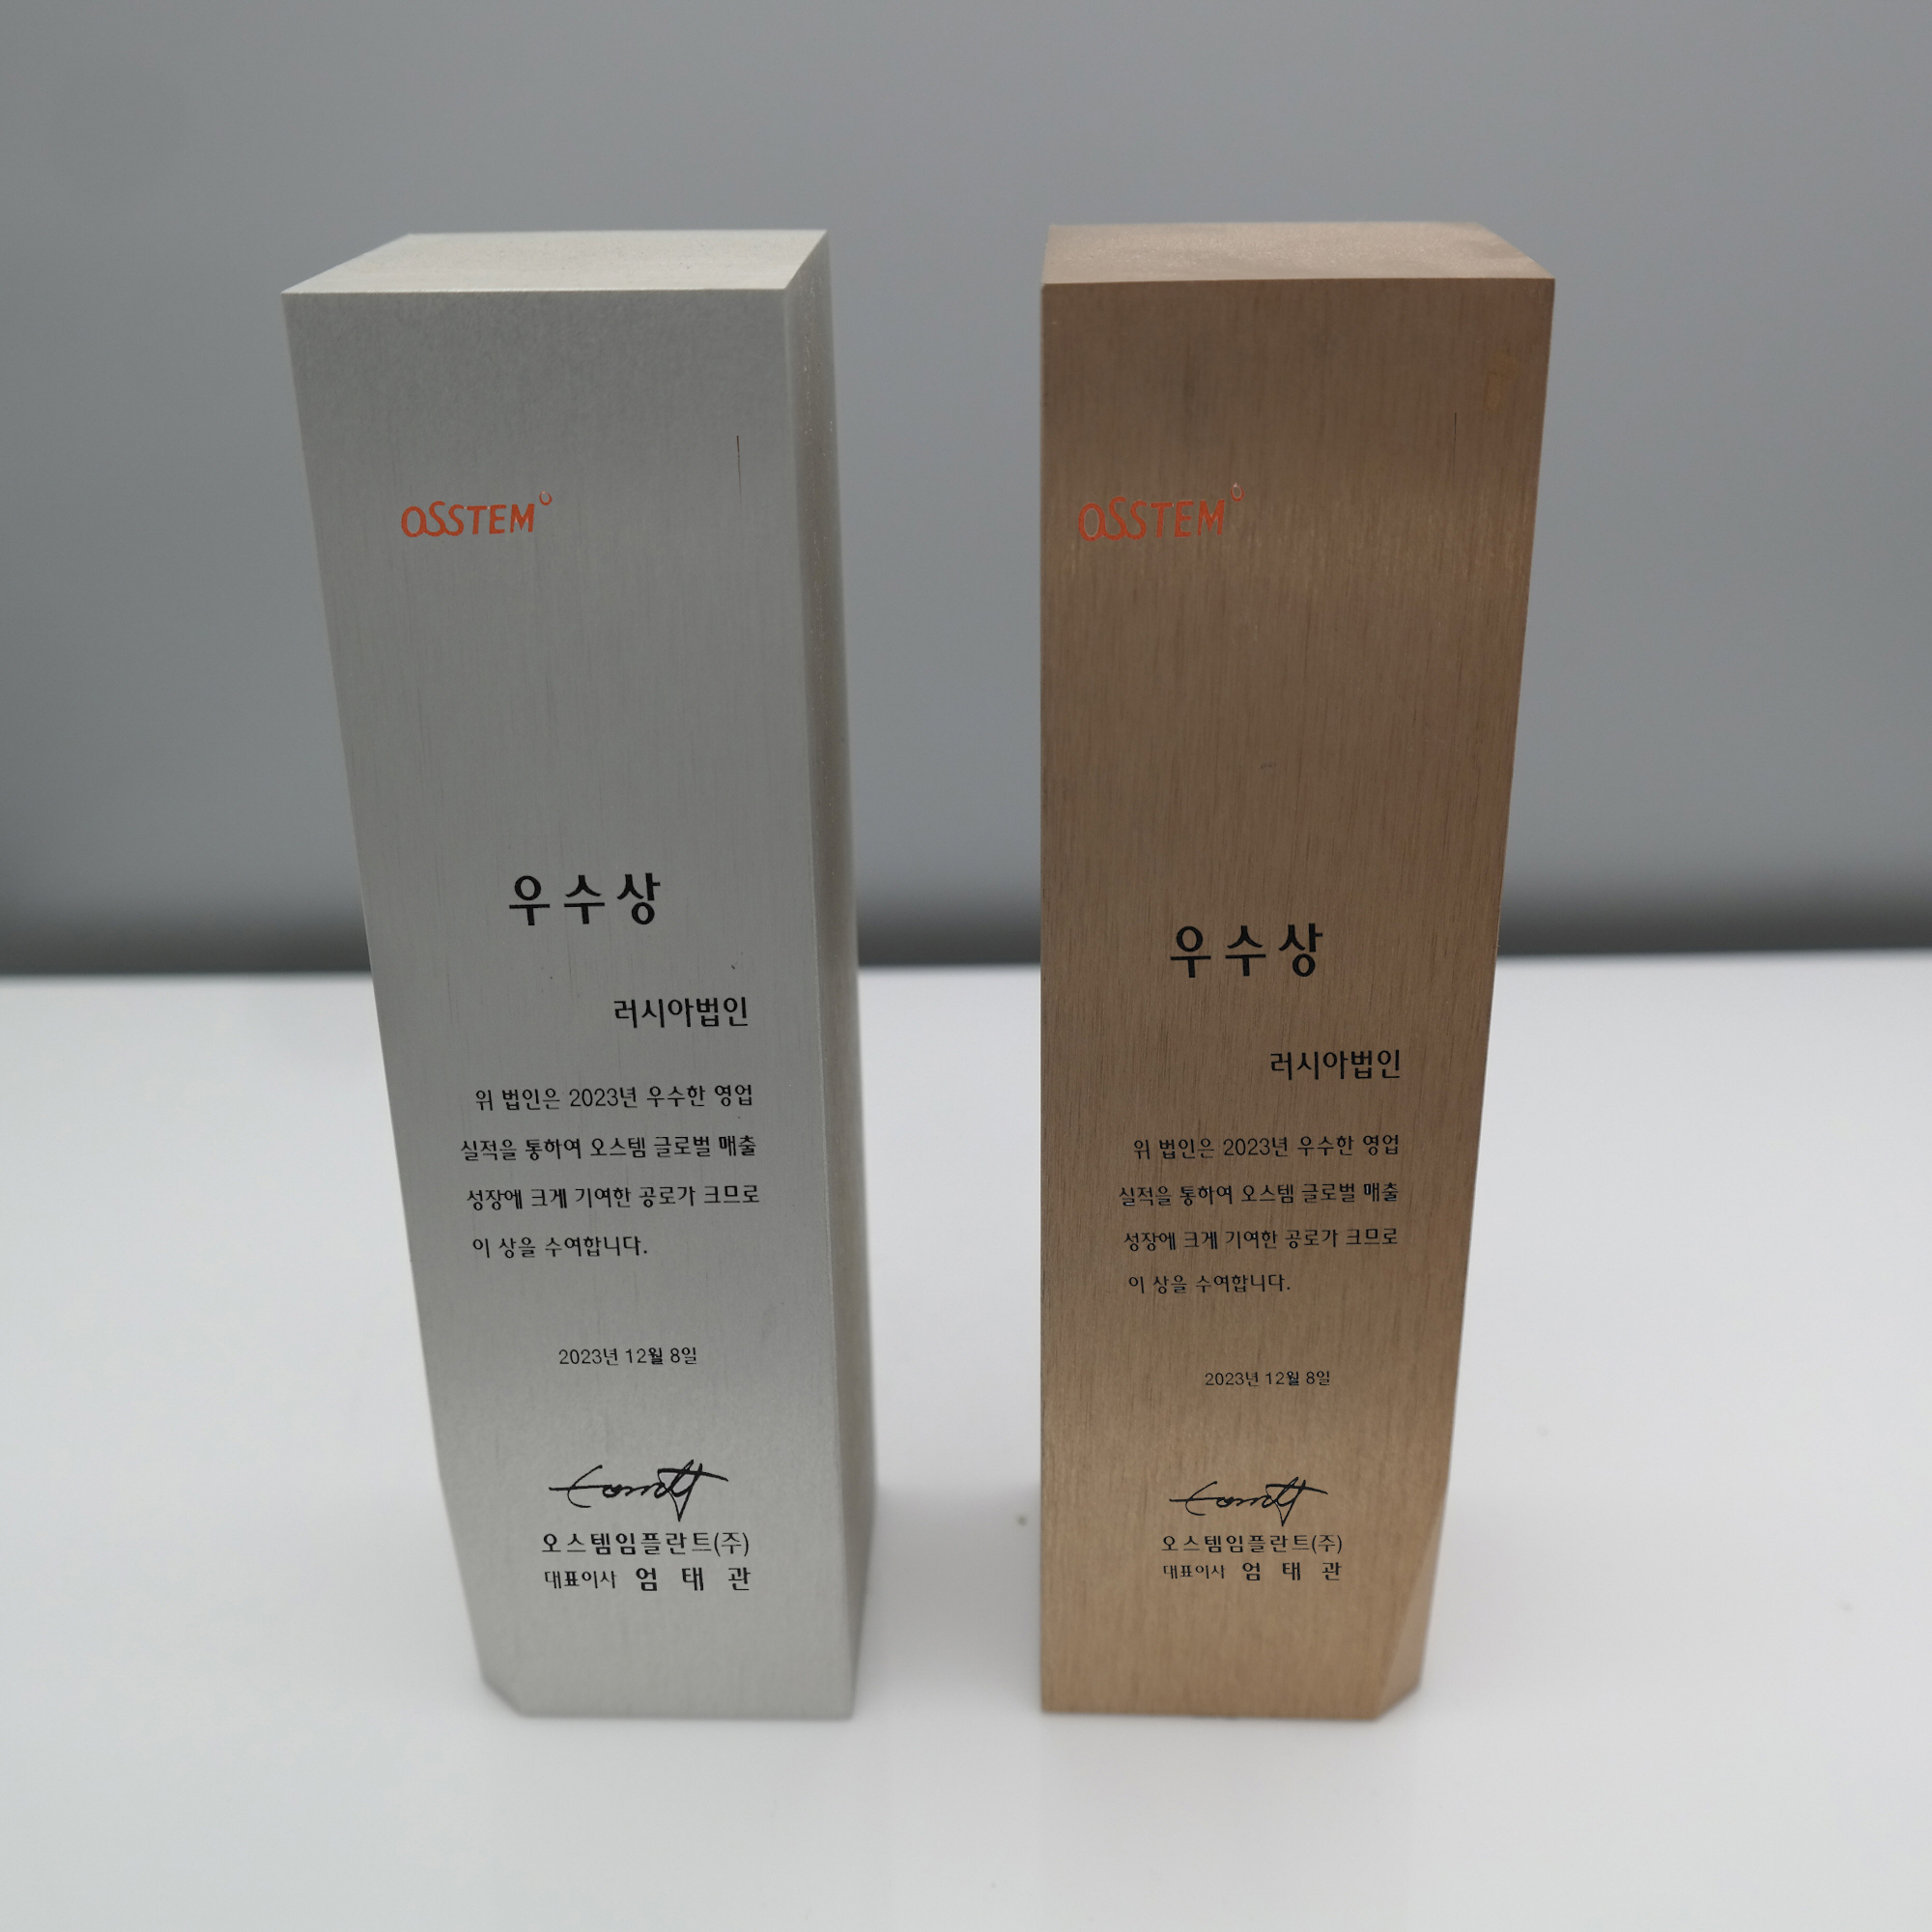 OSSTEM
우수상
러시아법인
위 법인은 2023년 우수한 영업
실적을 통하여 오스템 글로벌 매출
성장에 크게 기여한 공로가 크므로
이 상을 수여합니다.
2023년 12월 8일
오스템임플란트(주)
대표이사 엄 태 관
OSSTEM
우수상
러시아법인
위 법인은 2023년 우수한 영업
실적을 통하여 오스템 글로벌 매출
성장에 크게 기여한 공로가 크므로
이 상을 수여합니다.
2023년 12월 8일
오스템임플란트(주)
대표이사 엄 태 관